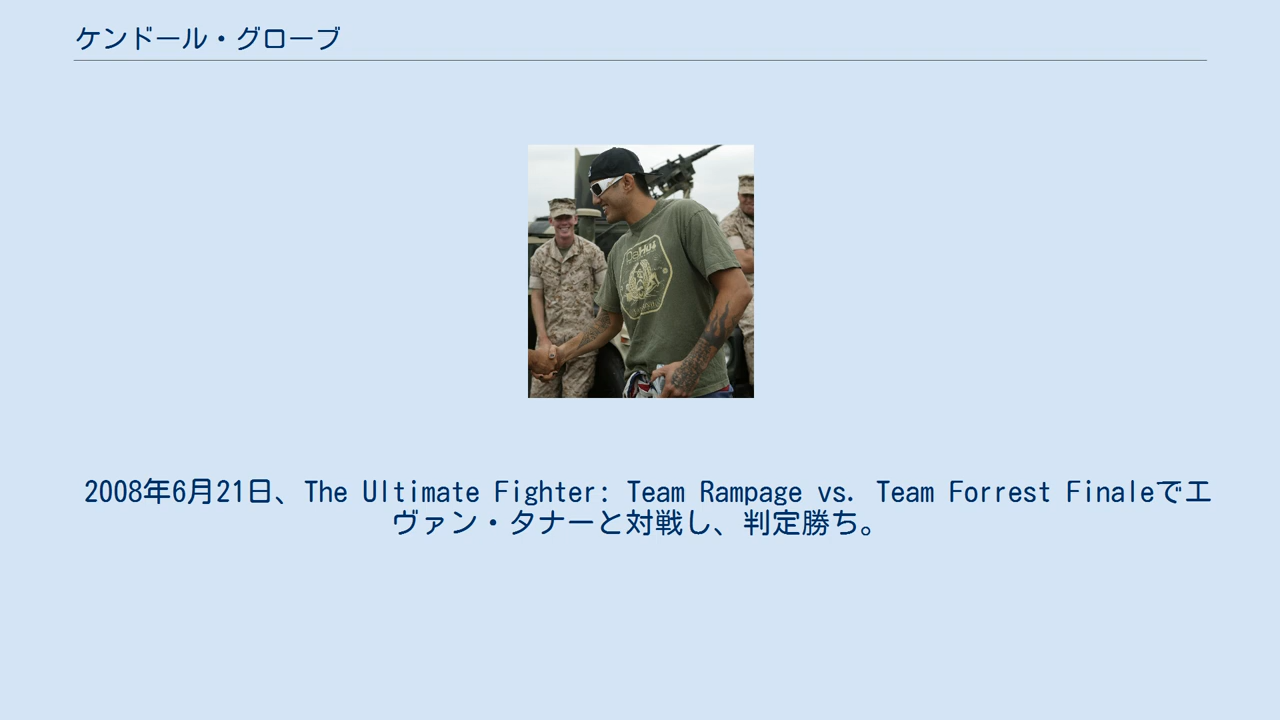 ケンドール・グローブ
2008年6月21日、The Ultimate Fighter: Team Rampage vs. Team Forrest Finaleでエ
ヴァン・タナーと対戦し、判定勝ち。